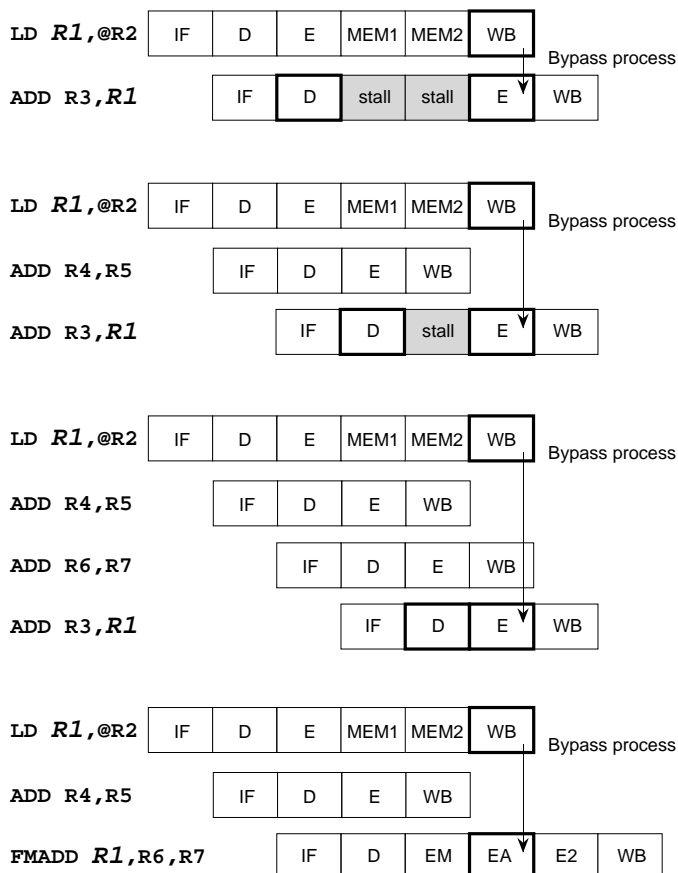 LD R1,@R2 IF D E MEM1 MEM2 WB
Bypass process
ADD R3,R1 IF D stall stall E WB
LD R1,@R2 IF D E MEM1 MEM2 WB
Bypass process
ADD R4,R5 IF D E WB
ADD R3,R1 IF D stall E WB
LD R1,@R2 IF D E MEM1 MEM2 WB
Bypass process
ADD R4,R5 IF D E WB
ADD R6,R7 IF D E WB
ADD R3,R1 IF D E WB
LD R1,@R2 IF D E MEM1 MEM2 WB
Bypass process
ADD R4,R5 IF D E WB
FMADD R1,R6,R7 IF D EM EA E2 WB